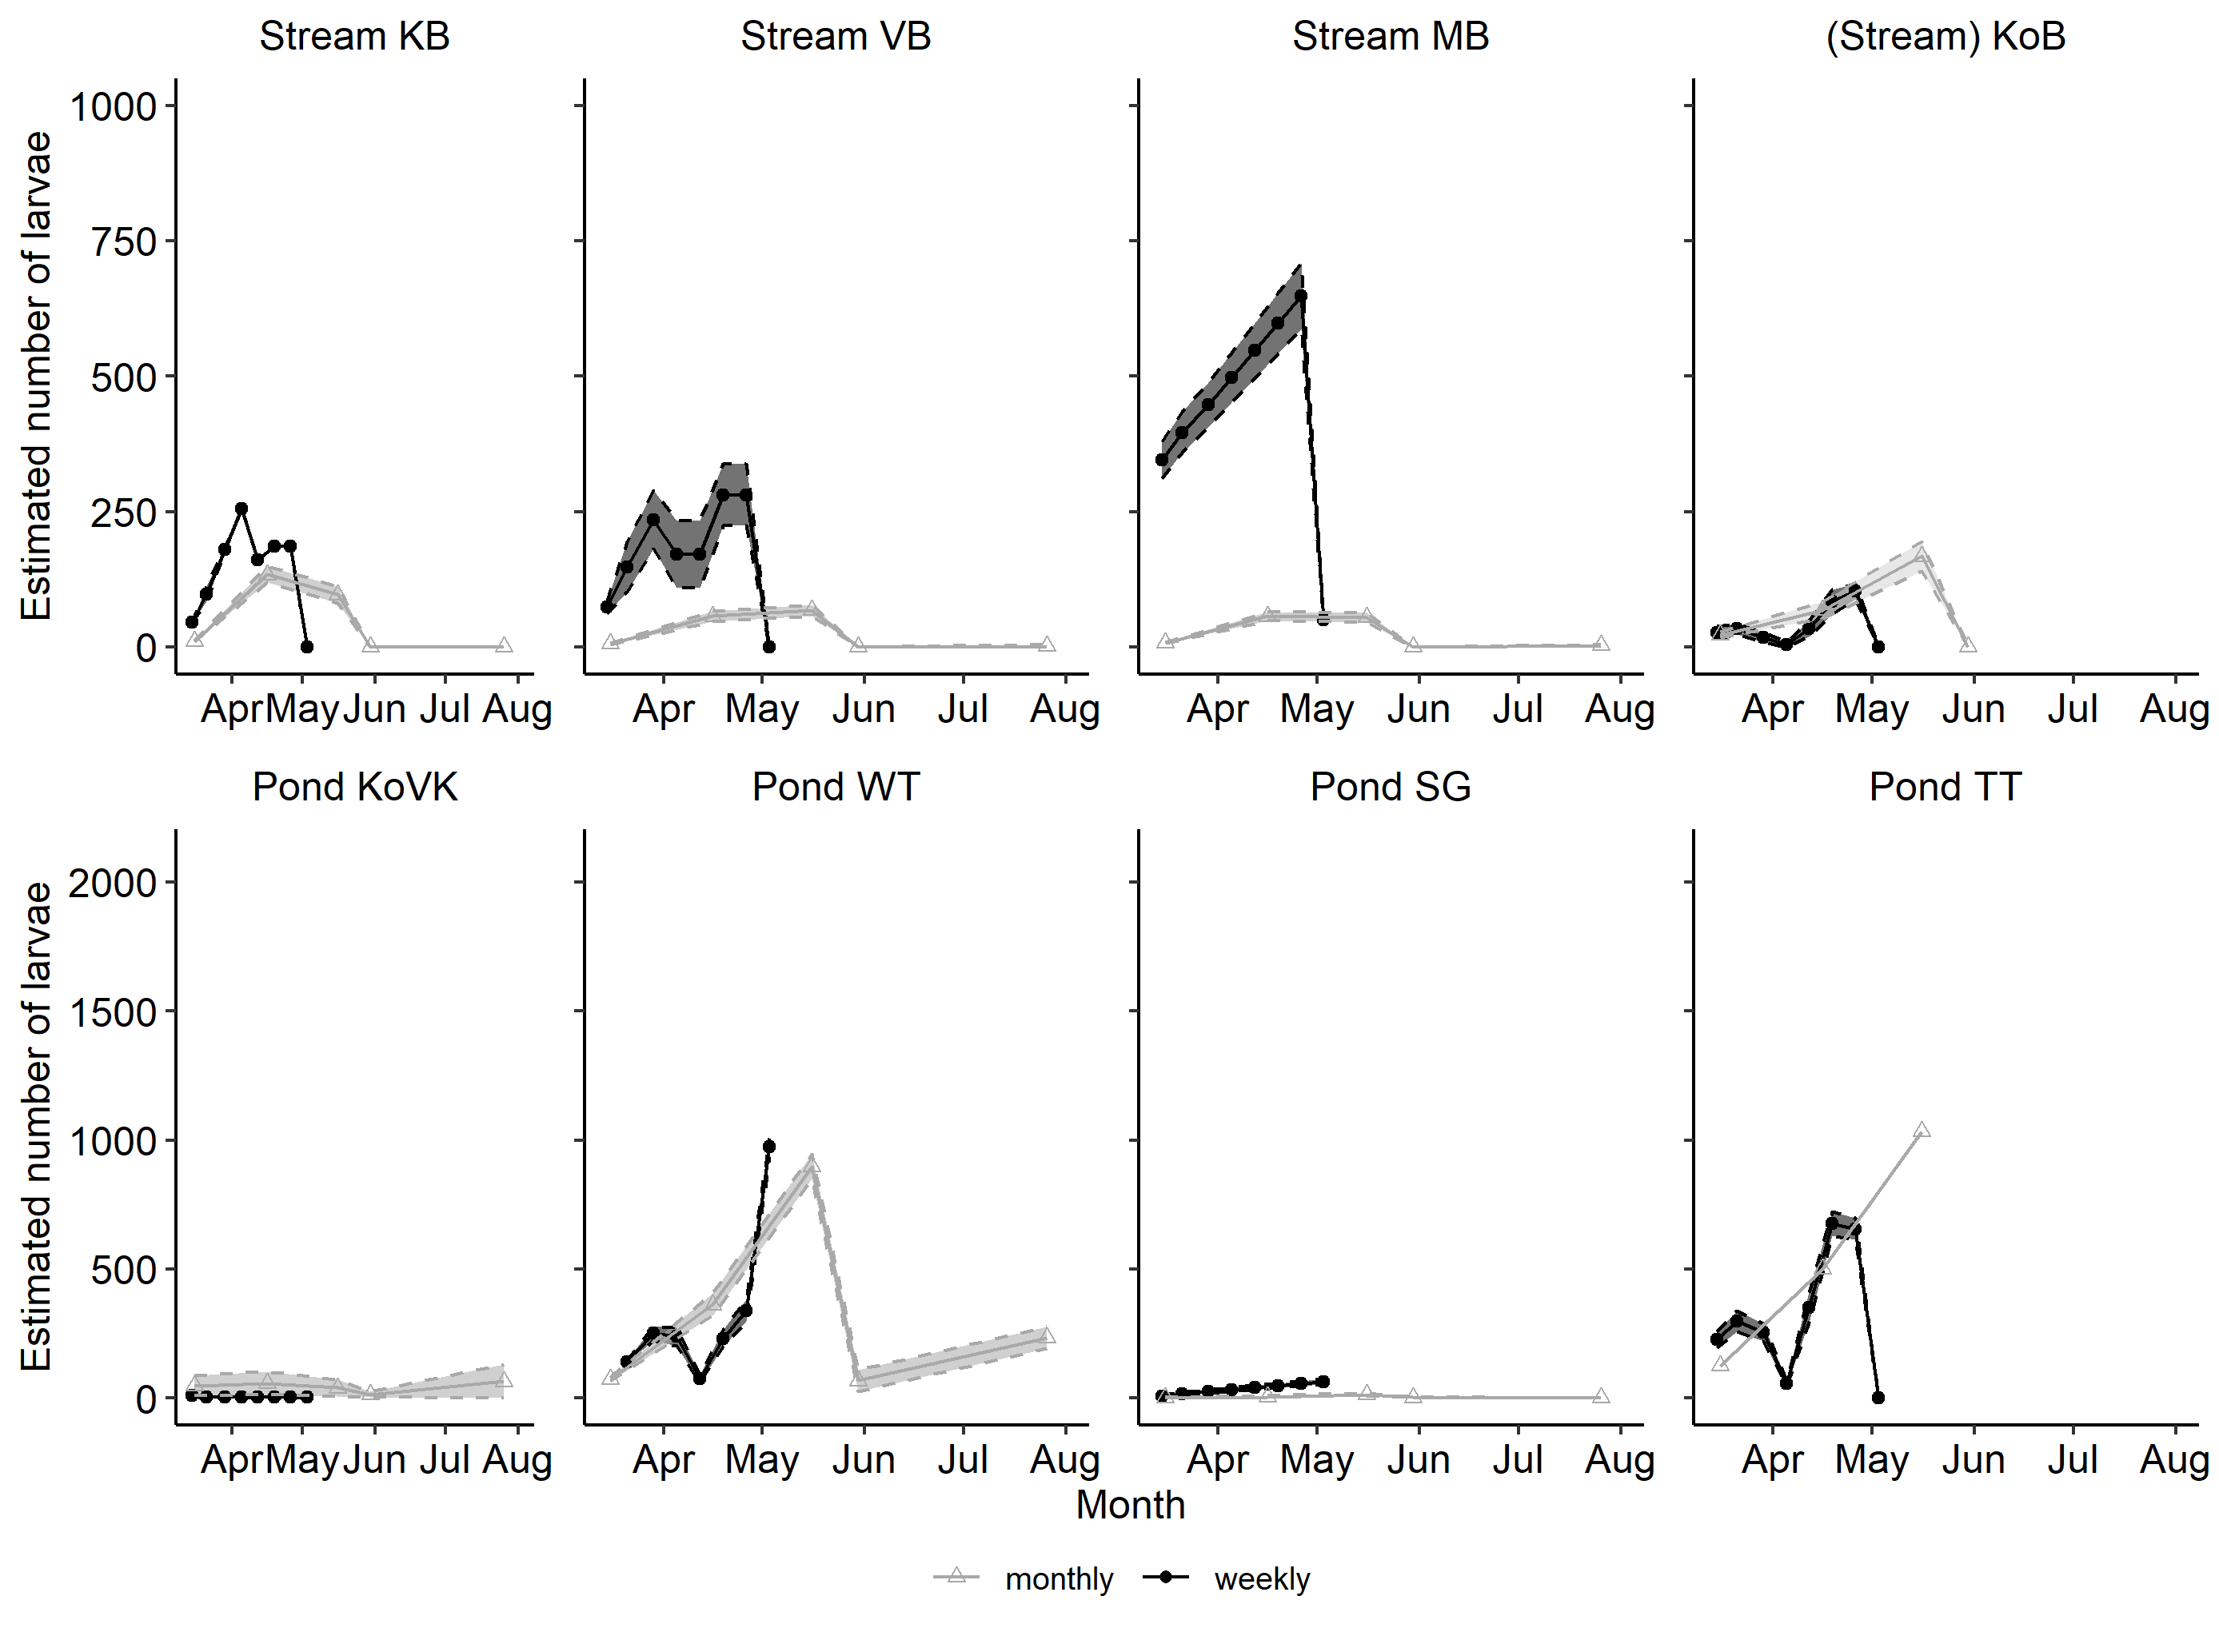 Stream KB
Stream VB
Stream MB
(Stream) KoB
Estimated number of larvae
1000
750
500
250
0
Apr May Jun Jul Aug
Apr May Jun Jul Aug
Apr May Jun Jul Aug
Apr May Jun Jul Aug
Pond KoVK
Pond WT
Pond SG
Pond TT
Estimated number of larvae
2000
1500
1000
500
0
Apr May Jun Jul Aug
Apr May Jun Jul Aug
Apr May Jun Jul Aug
Apr May Jun Jul Aug
Month
monthly weekly